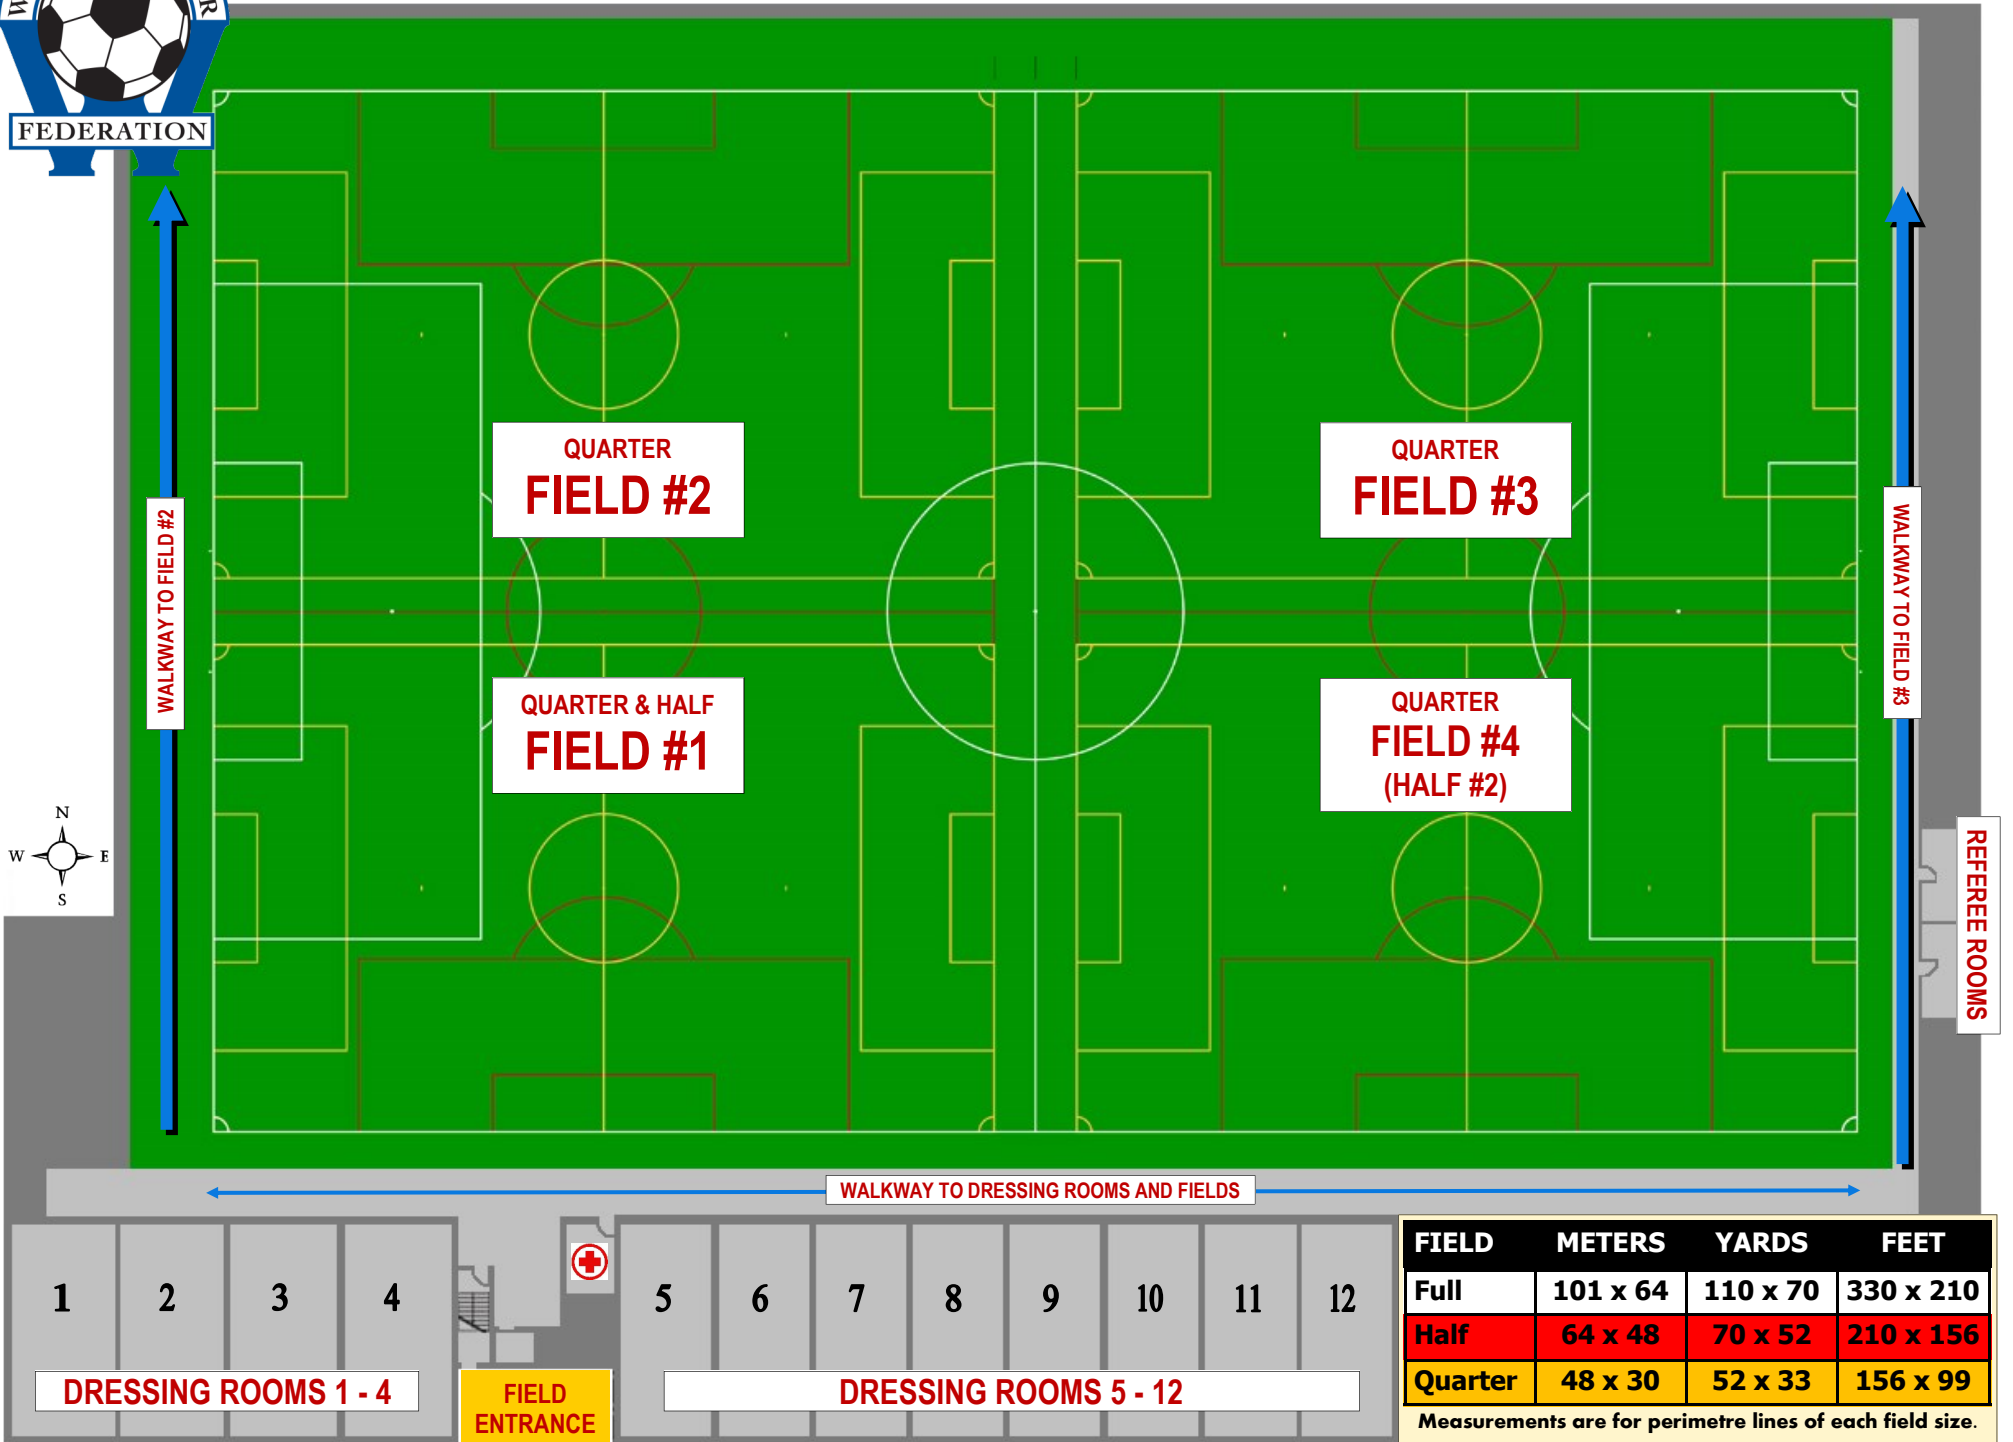 FEDERATION
QUARTER
FIELD #2
QUARTER
FIELD #3
WALKWAY TO FIELD #2
WALKWAY TO FIELD #3
QUARTER & HALF
FIELD #1
QUARTER
FIELD #4
(HALF #2)
N
W E
S
REFEREE ROOMS
WALKWAY TO DRESSING ROOMS AND FIELDS
1 2 3 4 5 6 7 8 9 10 11 12
DRESSING ROOMS 1 - 4
FIELD
ENTRANCE
DRESSING ROOMS 5 - 12
FIELD METERS YARDS FEET
Full 101 x 64 110 x 70 330 x 210
Half 64 x 48 70 x 52 210 x 156
Quarter 48 x 30 52 x 33 156 x 99
Measurements are for perimetre lines of each field size.